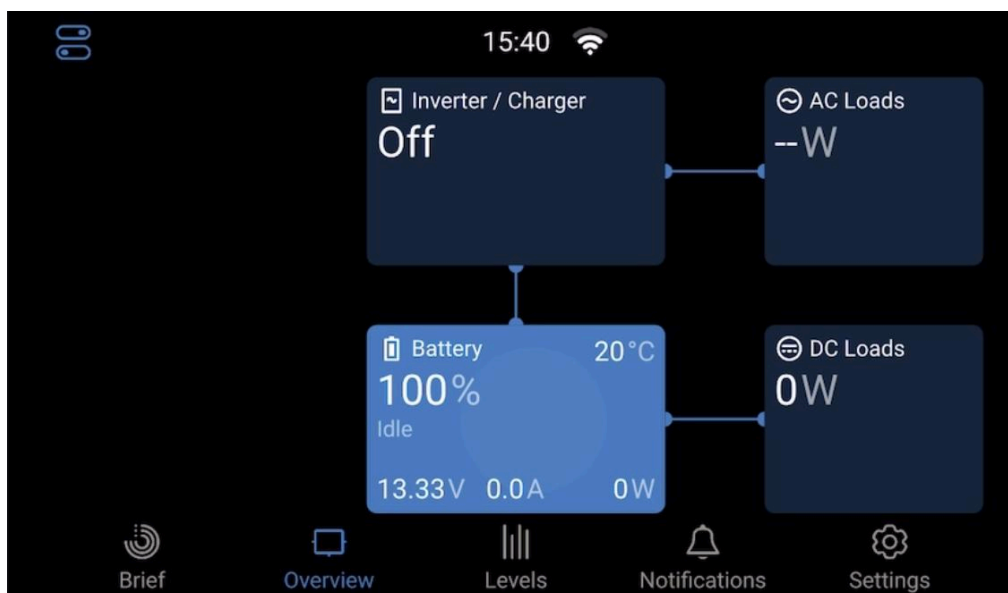 15:40
Inverter / Charger
Off
AC Loads
--W
Battery
20°C
100%
Idle
13.33V 0.0A 0W
DC Loads
0W
Brief
Overview
Levels
Notifications
Settings